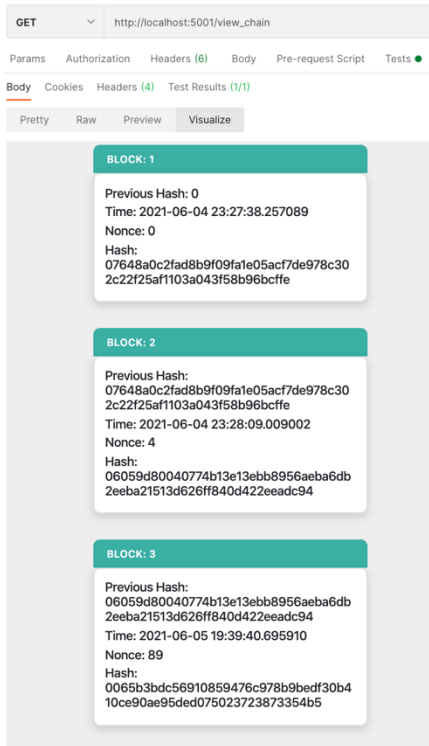 GET http://localhost:5001/view_chain
Params Authorization Headers (6) Body Pre-request Script Tests
Body Cookies Headers (4) Test Results (1/1)
Pretty Raw Preview Visualize
BLOCK: 1
Previous Hash: 0
Time: 2021-06-04 23:27:38.257089
Nonce: 0
Hash:
07648a0c2fad8b9f09fa1e05acf7de978c30
2c22f25af1103a043f58b96bcffe
BLOCK: 2
Previous Hash:
07648a0c2fad8b9f09fa1e05acf7de978c30
2c22f25af1103a043f58b96bcffe
Time: 2021-06-04 23:28:09.009002
Nonce: 4
Hash:
06059d80040774b13e13ebb8956aeba6db
2eeba21513d626ff840d422eeadc94
BLOCK: 3
Previous Hash:
06059d80040774b13e13ebb8956aeba6db
2eeba21513d626ff840d422eeadc94
Time: 2021-06-05 19:39:40.695910
Nonce: 89
Hash:
0065b3bdc56910859476c978b9bedf30b4
10ce90ae95ded075023723873354b5